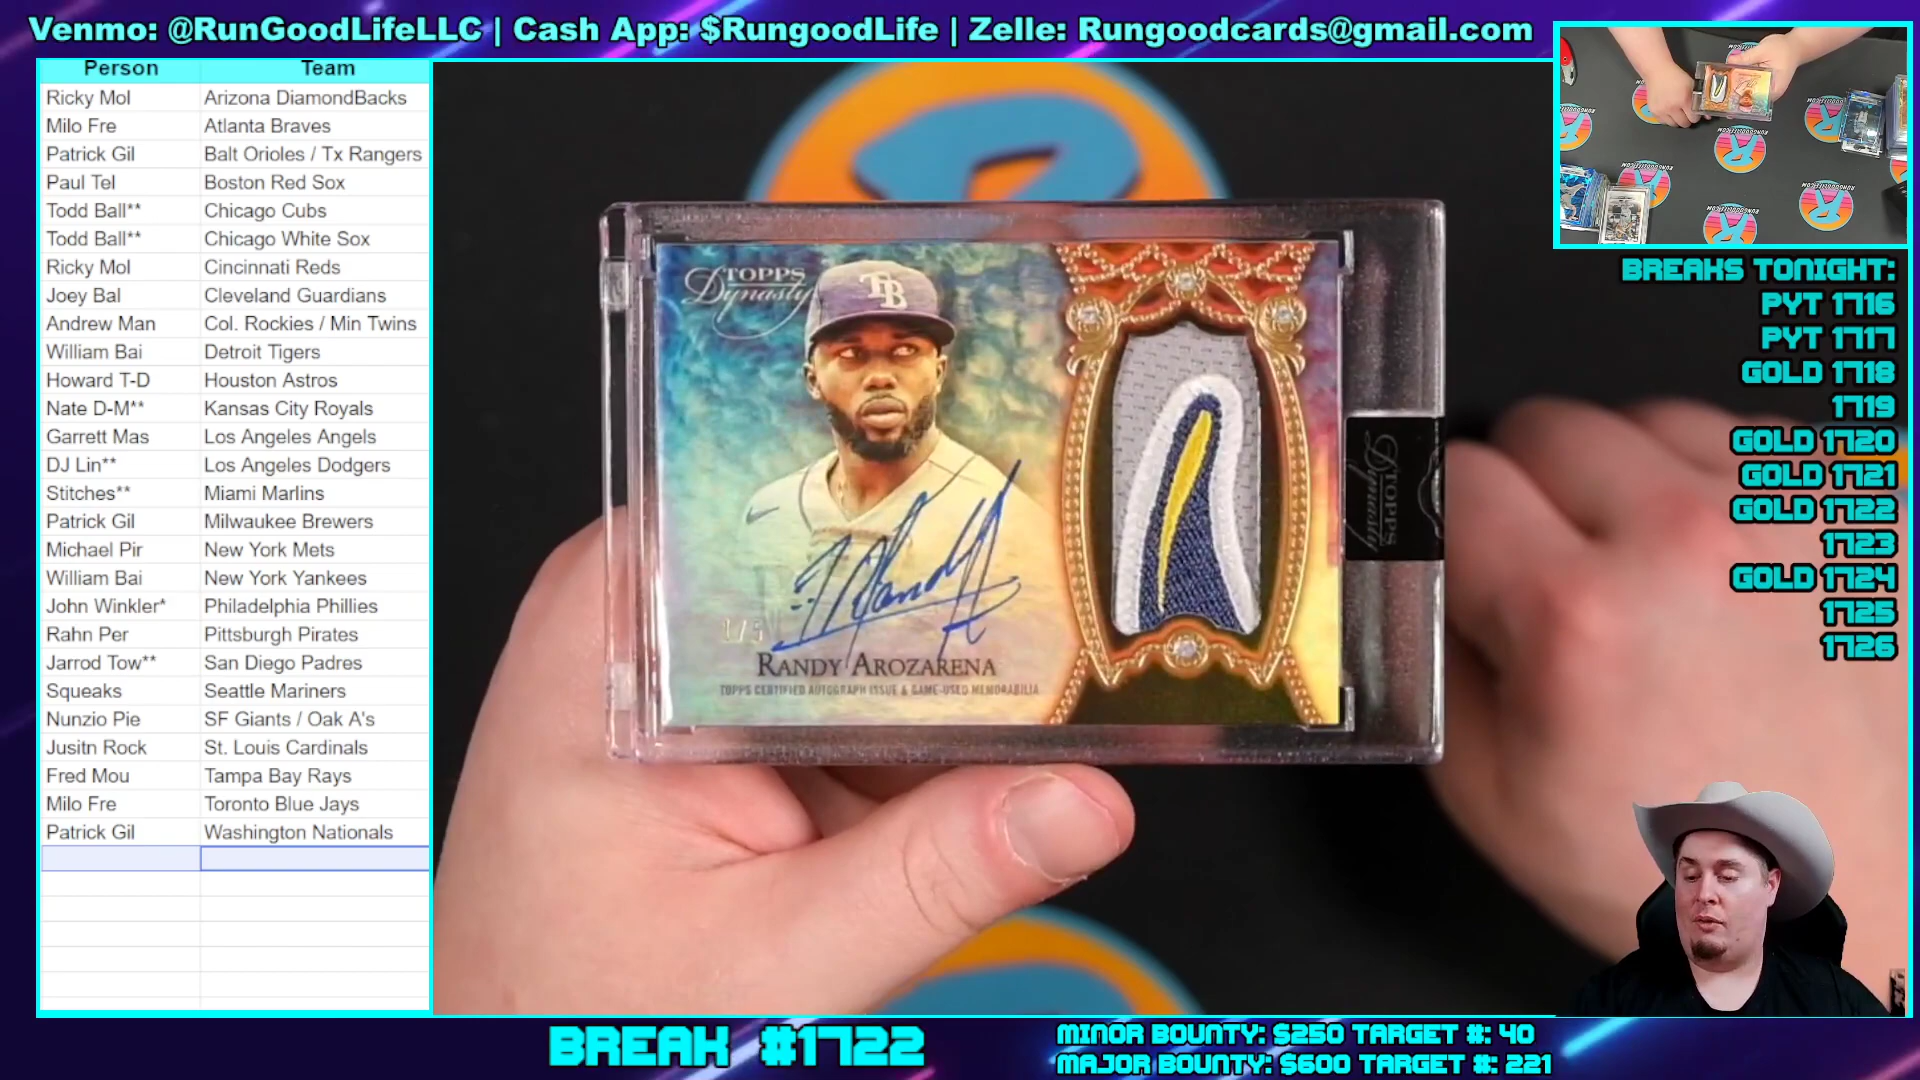 Venmo: @RunGoodLifeLLC | Cash App: $RungoodLife | Zelle: Rungoodcards@gmail.com
Person Team
Ricky Mol Arizona DiamondBacks
Milo Fre Atlanta Braves
Patrick Gil Balt Orioles / Tx Rangers
Paul Tel Boston Red Sox
Todd Ball** Chicago Cubs
Todd Ball** Chicago White Sox
Ricky Mol Cincinnati Reds
Joey Bal Cleveland Guardians
Andrew Man Col. Rockies / Min Twins
William Bai Detroit Tigers
Howard T-D Houston Astros
Nate D-M** Kansas City Royals
Garrett Mas Los Angeles Angels
DJ Lin** Los Angeles Dodgers
Stitches** Miami Marlins
Patrick Gil Milwaukee Brewers
Michael Pir New York Mets
William Bai New York Yankees
John Winkler* Philadelphia Phillies
Rahn Per Pittsburgh Pirates
Jarrod Tow** San Diego Padres
Squeaks Seattle Mariners
Nunzio Pie SF Giants / Oak A's
Jusitn Rock St. Louis Cardinals
Fred Mou Tampa Bay Rays
Milo Fre Toronto Blue Jays
Patrick Gil Washington Nationals
TOPPS
Dynasty
TB
1/5
RANDY AROZARENA
TOPPS CERTIFIED AUTOGRAPH ISSUE & GAME-USED MEMORABILIA
TOPPS
Dynasty
BREAKS TONIGHT:
PYT 1716
PYT 1717
GOLD 1718
1719
GOLD 1720
GOLD 1721
GOLD 1722
1723
GOLD 1724
1725
1726
BREAK #1722
MINOR BOUNTY: $250 TARGET #: 40
MAJOR BOUNTY: $600 TARGET #: 221